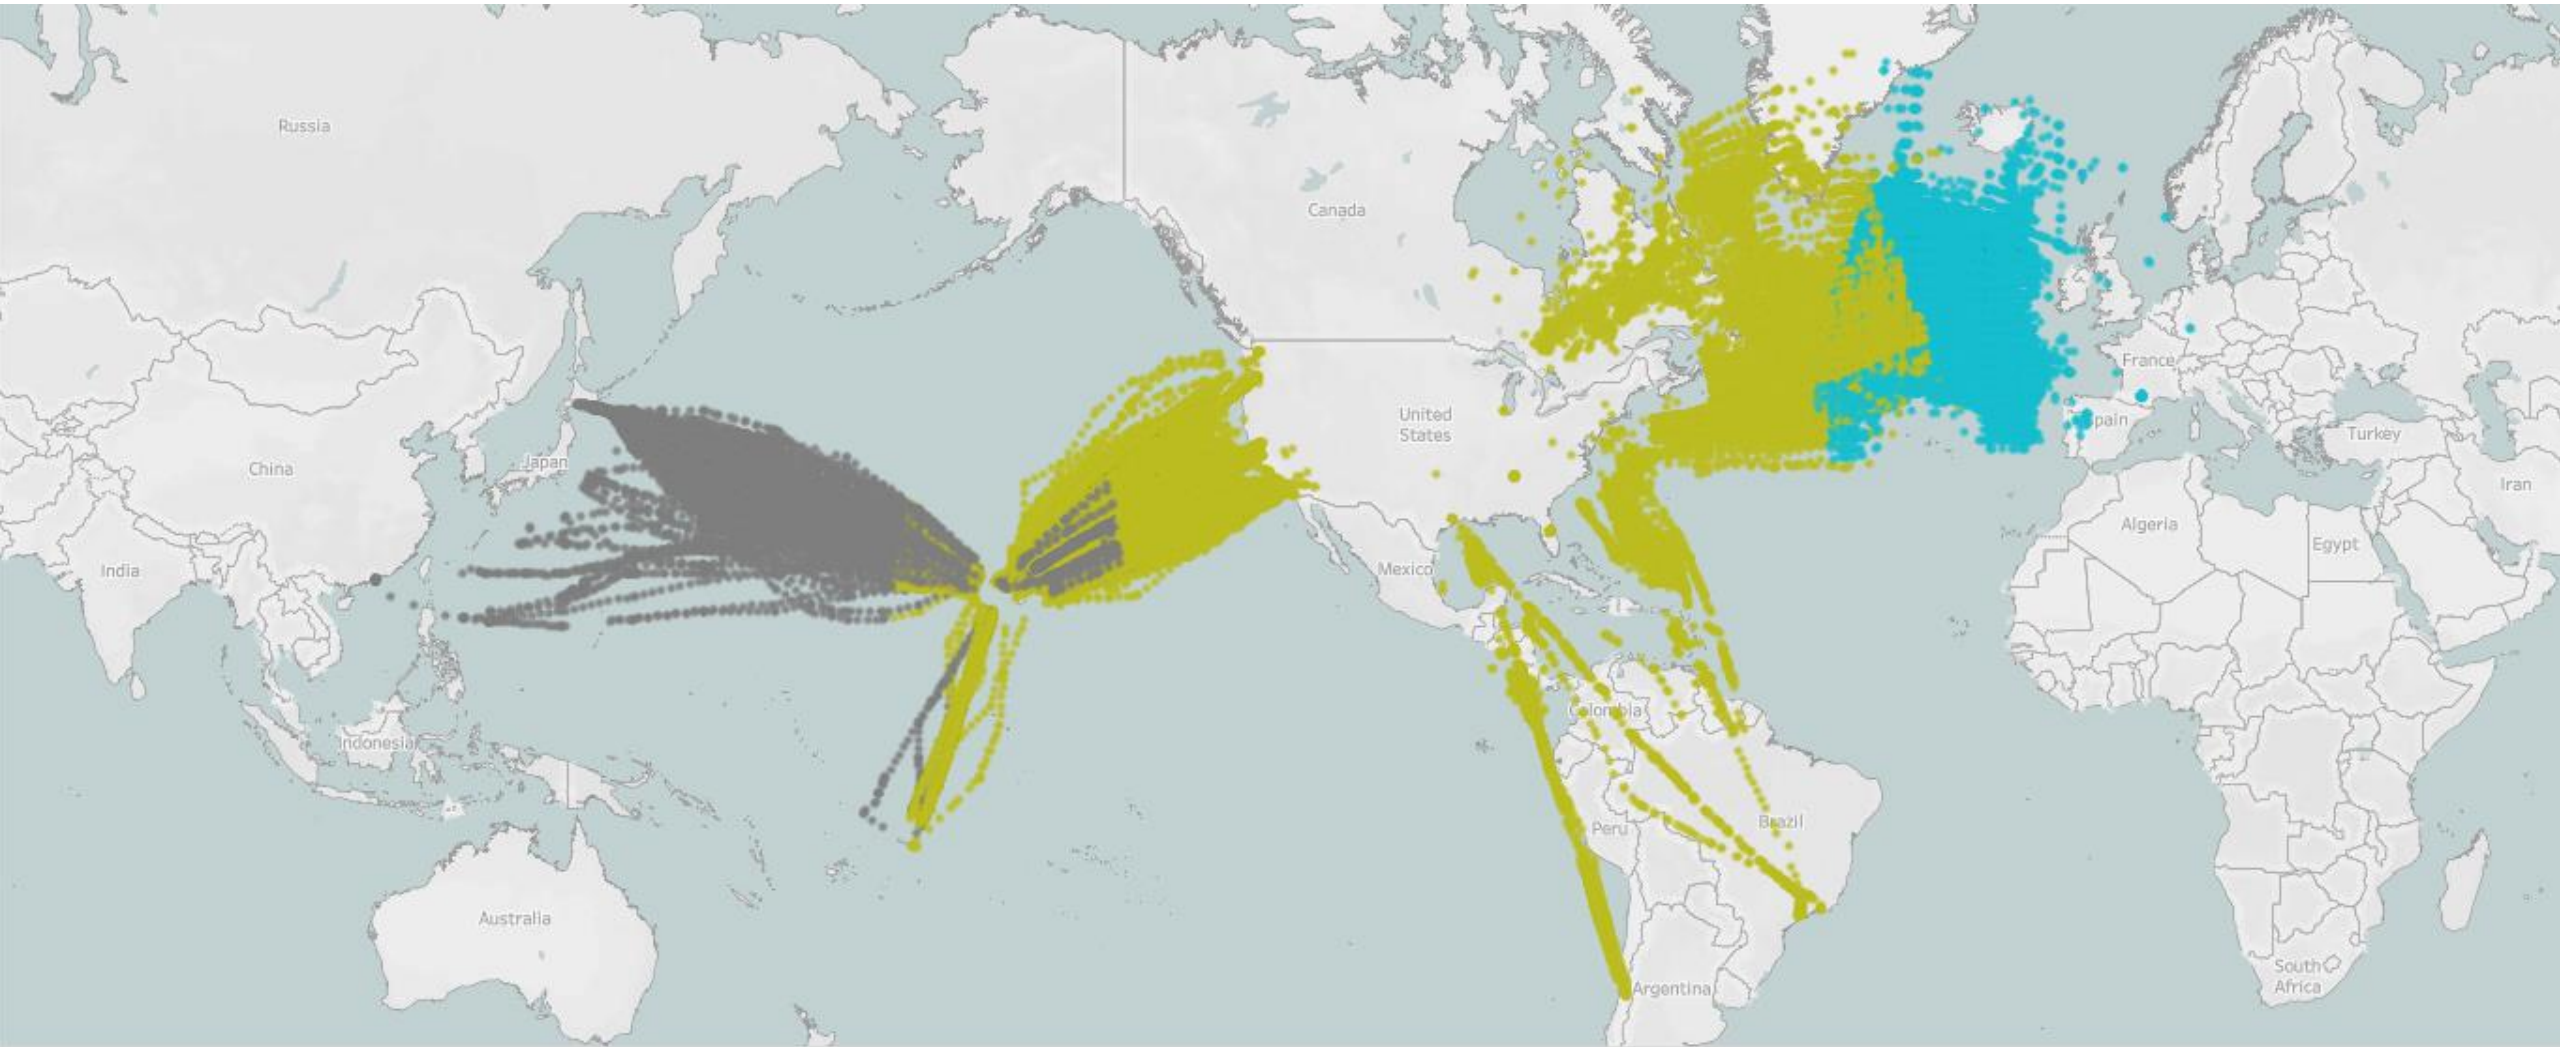 Russia
Canada
France
United
States
Spain
Turkey
China
Japan
Iran
Algeria
Egypt
India
Mexico
Colombia
Indonesia
Peru
Brazil
Australia
South
Africa
Argentina